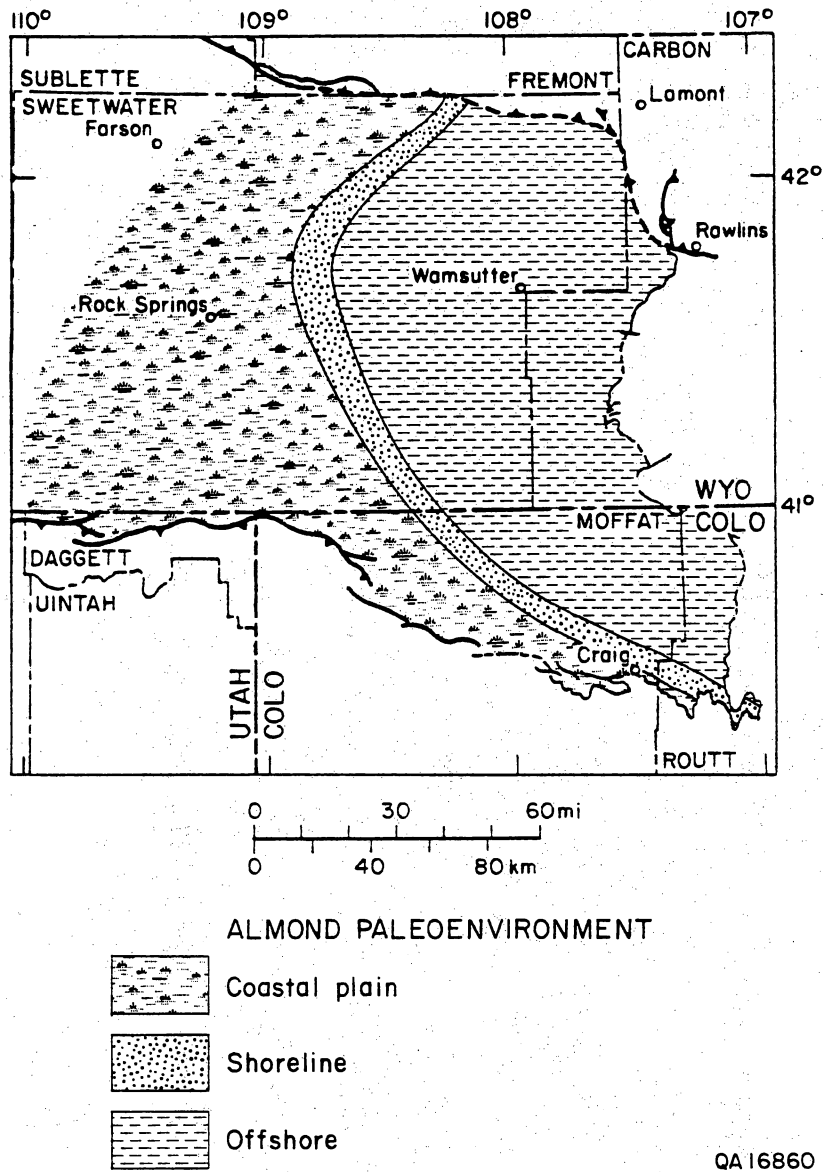 110° 109° 108° 107°
CARBON
SUBLETTE FREMONT
SWEETWATER
Lamont
Farson
42°
Rawlins
Wamsutter
Rock Springs
WYO
41°
MOFFAT COLO
DAGGETT
UINTAH
Craig
UTAH
COLO
ROUTT
0 30 60 mi
0 40 80 km
ALMOND PALEOENVIRONMENT
Coastal plain
Shoreline
Offshore
QA16860